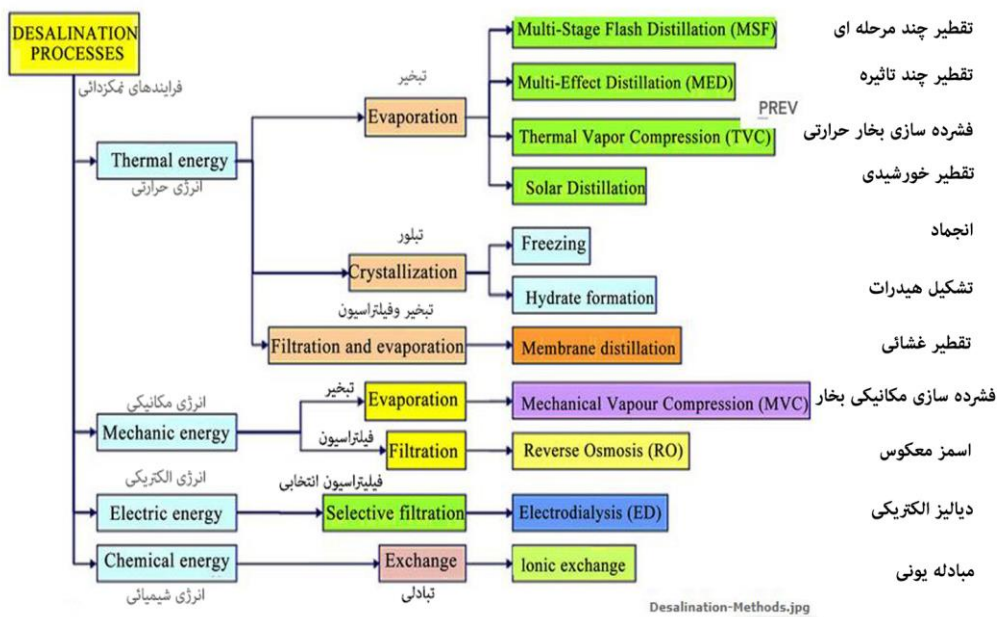 DESALINATION
PROCESSES
فرایندهای نمکزدائی
Thermal energy
انرژی حرارتی
تبخیر
Evaporation
Multi-Stage Flash Distillation (MSF)
تقطیر چند مرحله ای
Multi-Effect Distillation (MED)
تقطیر چند تاثیره
PREV
Thermal Vapor Compression (TVC)
فشرده سازی بخار حرارتی
Solar Distillation
تقطیر خورشیدی
تبلور
Crystallization
Freezing
انجماد
Hydrate formation
تشکیل هیدرات
تبخیر وفیلتراسیون
Filtration and evaporation
Membrane distillation
تقطیر غشائی
انرژی مکانیکی
Mechanic energy
تبخیر
Evaporation
Mechanical Vapour Compression (MVC)
فشرده سازی مکانیکی بخار
فیلتراسیون
Filtration
Reverse Osmosis (RO)
اسمز معکوس
انرژی الکتریکی
Electric energy
فیلیتراسیون انتخابی
Selective filtration
Electrodialysis (ED)
دیالیز الکتریکی
Chemical energy
انرژی شیمیائی
Exchange
تبادلی
Ionic exchange
مبادله یونی
Desalination-Methods.jpg